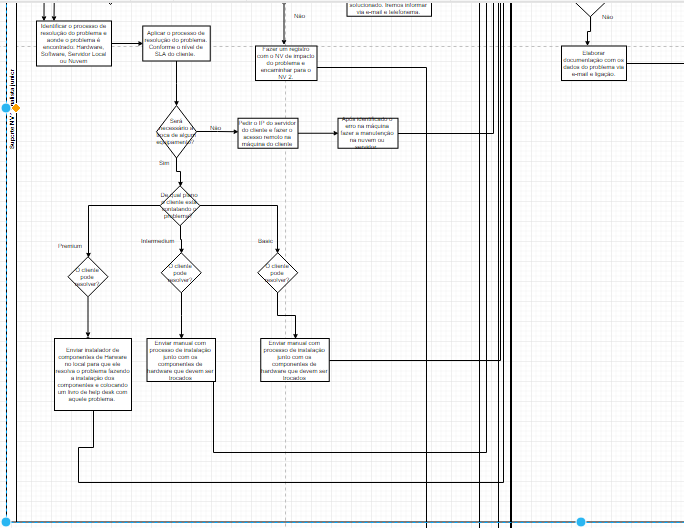 solucionado. Iremos informar
via e-mail e telefonema.
Não
Não
Identificar o processo de
resolução do problema e
aonde o problema é
encontrado. Hardware,
Software, Servidor Local
ou Nuvem
Aplicar o processo de
resolução do problema.
Conforme o nível de
SLA do cliente.
Fazer um registro
com o NV de impacto
do problema e
encaminhar para o
NV 2.
Elaborar
documentação com os
dados do problema via
e-mail e ligação.
Será
necessário a
troca de algum
equipamento?
Não
Pedir o IP do servidor
do cliente e fazer o
acesso remoto na
máquina do cliente
Após identificado o
erro na máquina
fazer a manutenção
na nuvem ou
servidor.
Sim
De qual plano
o cliente está
contatando o
problema?
Premium
Intermedium
Basic
O cliente
pode
resolver?
O cliente
pode
resolver?
O cliente
pode
resolver?
Enviar instalador de
componentes de Harware
no local para que ele
resolva o problema fazendo
a instalação dos
componentes e colocando
um livro de help desk com
aquele problema.
Enviar manual com
processo de instalação
junto com os
componentes de
hardware que devem ser
trocados
Enviar manual com
processo de instalação
junto com os
componentes de
hardware que devem ser
trocados